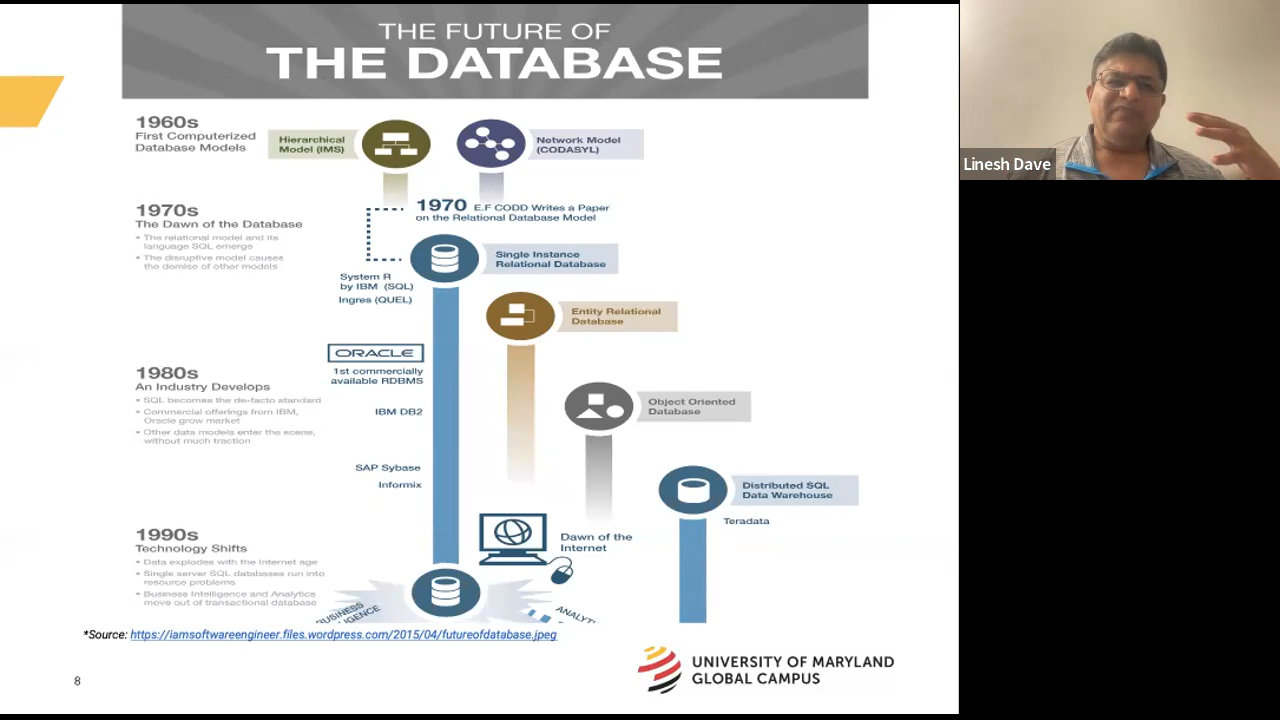 THE FUTURE OF
THE DATABASE
Linesh Dave
1960s
First Computerized
Database Models
Hierarchical
Model (IMS)
Network Model
(CODASYL)
1970s
The Dawn of the Database
• The relational model and its
language SQL emerge
• The disruptive model causes
the demise of other models
1970 E.F CODD Writes a Paper
on the Relational Database Model
Single Instance
Relational Database
System R
by IBM (SQL)
Ingres (QUEL)
Entity Relational
Database
ORACLE
1st commercially
available RDBMS
1980s
An Industry Develops
• SQL becomes the de-facto standard
• Commercial offerings from IBM,
Oracle grow market
• Other data models enter the scene,
without much traction
IBM DB2
Object Oriented
Database
SAP Sybase
Informix
Distributed SQL
Data Warehouse
Teradata
1990s
Technology Shifts
• Data explodes with the Internet age
• Single server SQL databases run into
resource problems
• Business Intelligence and Analytics
move out of transactional database
Dawn of the
Internet
BUSINESS
*Source: https://iamsoftwareengineer.files.wordpress.com/2015/04/futureofdatabase.jpeg
8
UNIVERSITY OF MARYLAND
GLOBAL CAMPUS